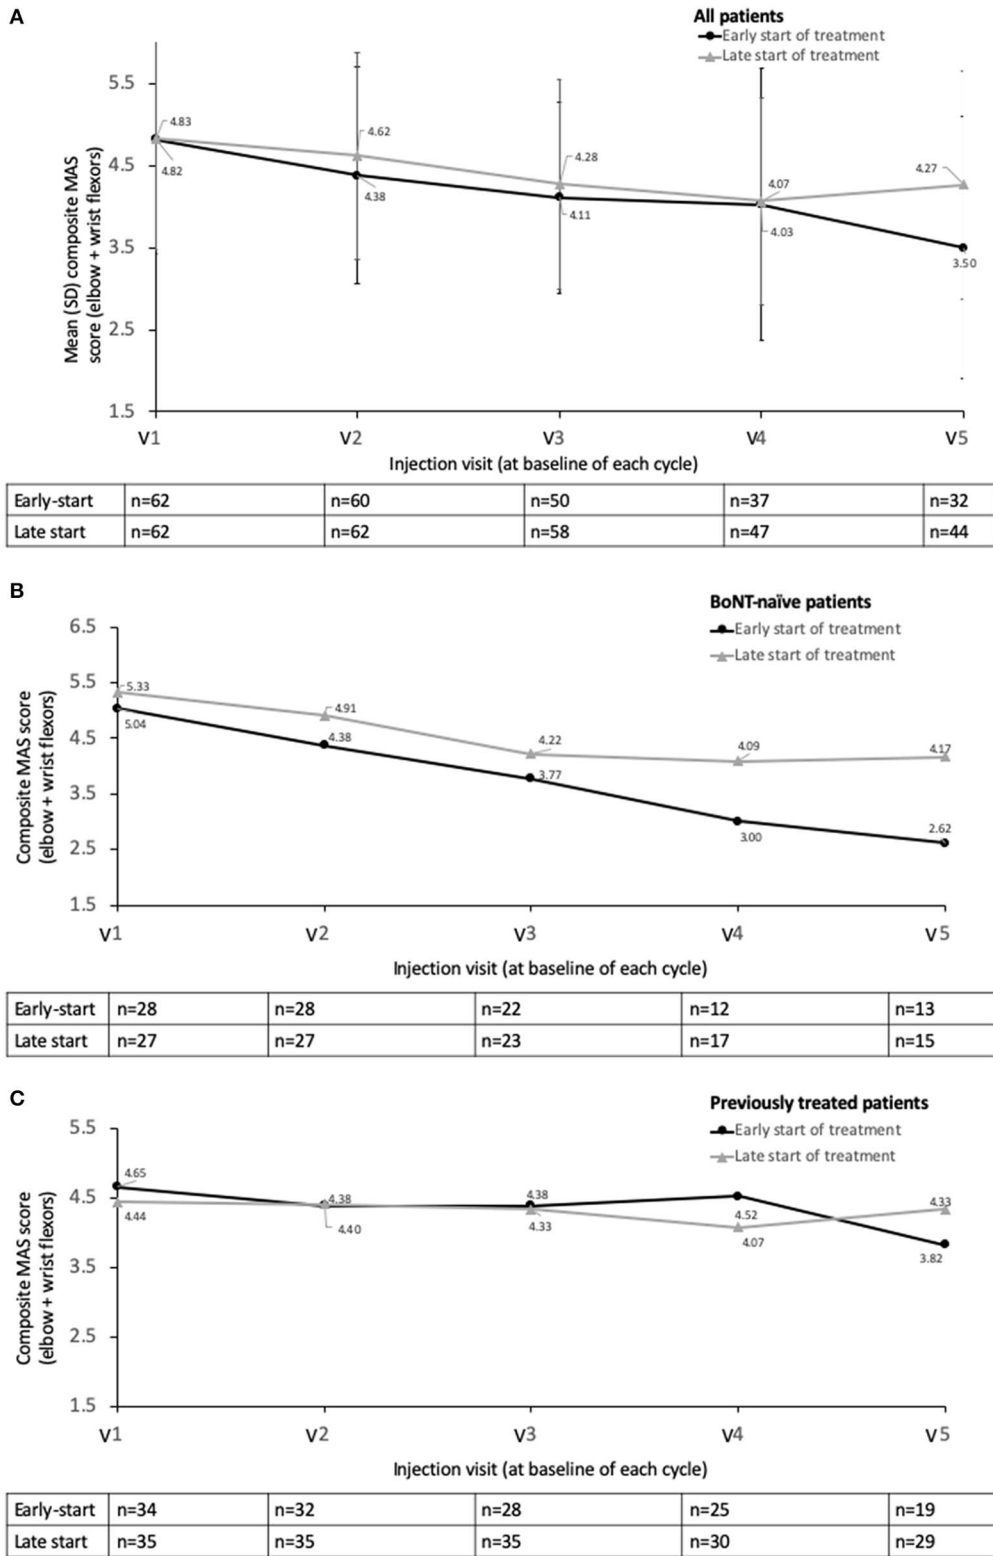 A
All patients
Early start of treatment
Late start of treatment
Mean (SD) composite MAS
score (elbow + wrist flexors)
5.5
4.5
3.5
2.5
1.5
4.83
4.82
4.62
4.38
4.28
4.11
4.07
4.03
4.27
3.50
V1 V2 V3 V4 V5
Injection visit (at baseline of each cycle)
Early-start n=62 n=60 n=50 n=37 n=32
Late start n=62 n=62 n=58 n=47 n=44
B
BoNT-naïve patients
Early start of treatment
Late start of treatment
Composite MAS score
(elbow + wrist flexors)
6.5
5.5
4.5
3.5
2.5
1.5
5.33
5.04
4.91
4.38
4.22
3.77
4.09
3.00
4.17
2.62
V1 V2 V3 V4 V5
Injection visit (at baseline of each cycle)
Early-start n=28 n=28 n=22 n=12 n=13
Late start n=27 n=27 n=23 n=17 n=15
C
Previously treated patients
Early start of treatment
Late start of treatment
Composite MAS score
(elbow + wrist flexors)
5.5
4.5
3.5
2.5
1.5
4.65
4.44
4.38
4.40
4.38
4.33
4.52
4.07
4.33
3.82
V1 V2 V3 V4 V5
Injection visit (at baseline of each cycle)
Early-start n=34 n=32 n=28 n=25 n=19
Late start n=35 n=35 n=35 n=30 n=29